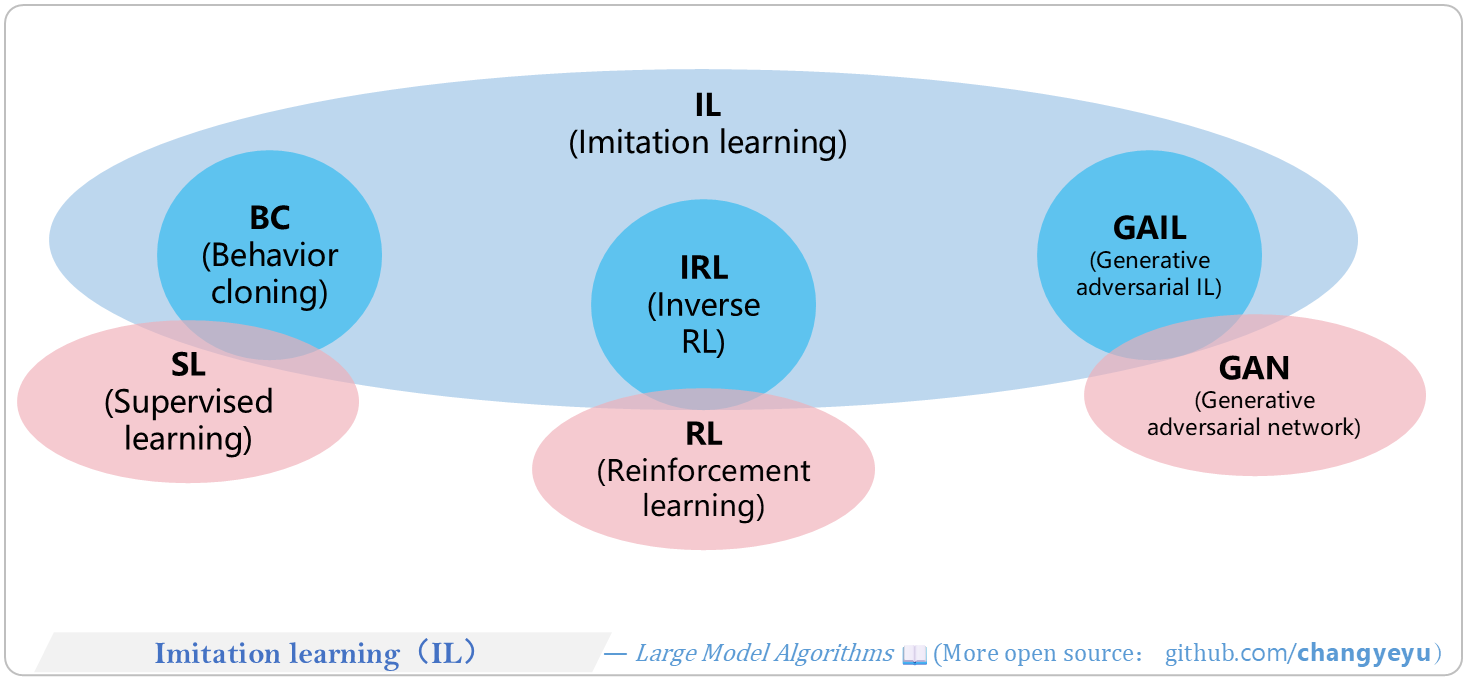 IL
(Imitation learning)
BC
(Behavior
cloning)
IRL
(Inverse
RL)
GAIL
(Generative
adversarial IL)
SL
(Supervised
learning)
RL
(Reinforcement
learning)
GAN
(Generative
adversarial network)
Imitation learning（IL） — Large Model Algorithms 📖 (More open source： github.com/changyeyu）